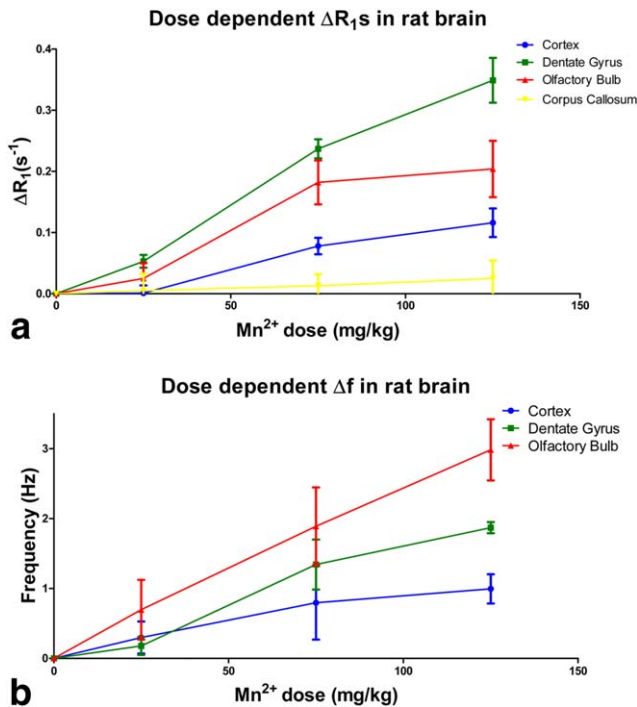 Dose dependent ΔR₁s in rat brain
Cortex
Dentate Gyrus
Olfactory Bulb
Corpus Callosum
ΔR₁(s⁻¹)
0.4
0.3
0.2
0.1
0.0
0 50 100 150
Mn²⁺ dose (mg/kg)
a
Dose dependent Δf in rat brain
Cortex
Dentate Gyrus
Olfactory Bulb
Frequency (Hz)
3
2
1
0
0 50 100 150
Mn²⁺ dose (mg/kg)
b